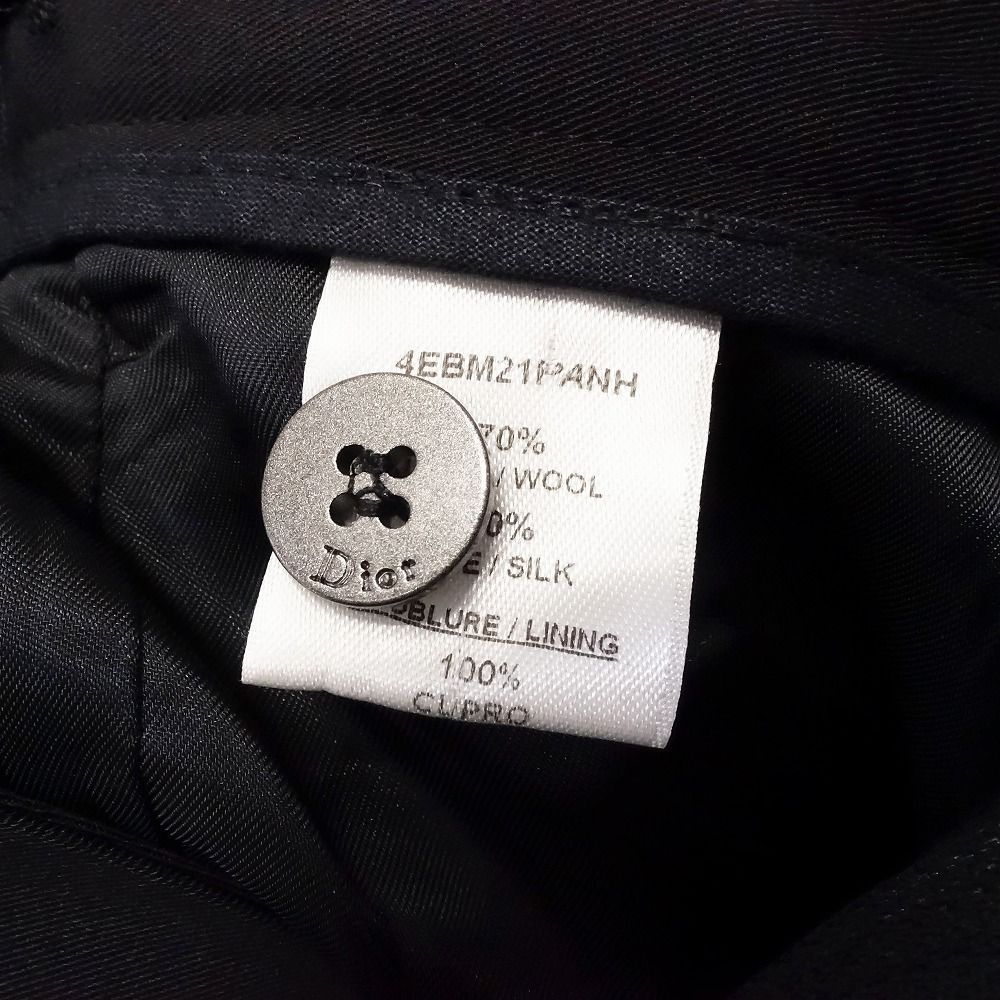 4EBM21PANH
70%
/ WOOL
0%
E / SILK
BLURE / LINING
100%
CUPRO
Dior